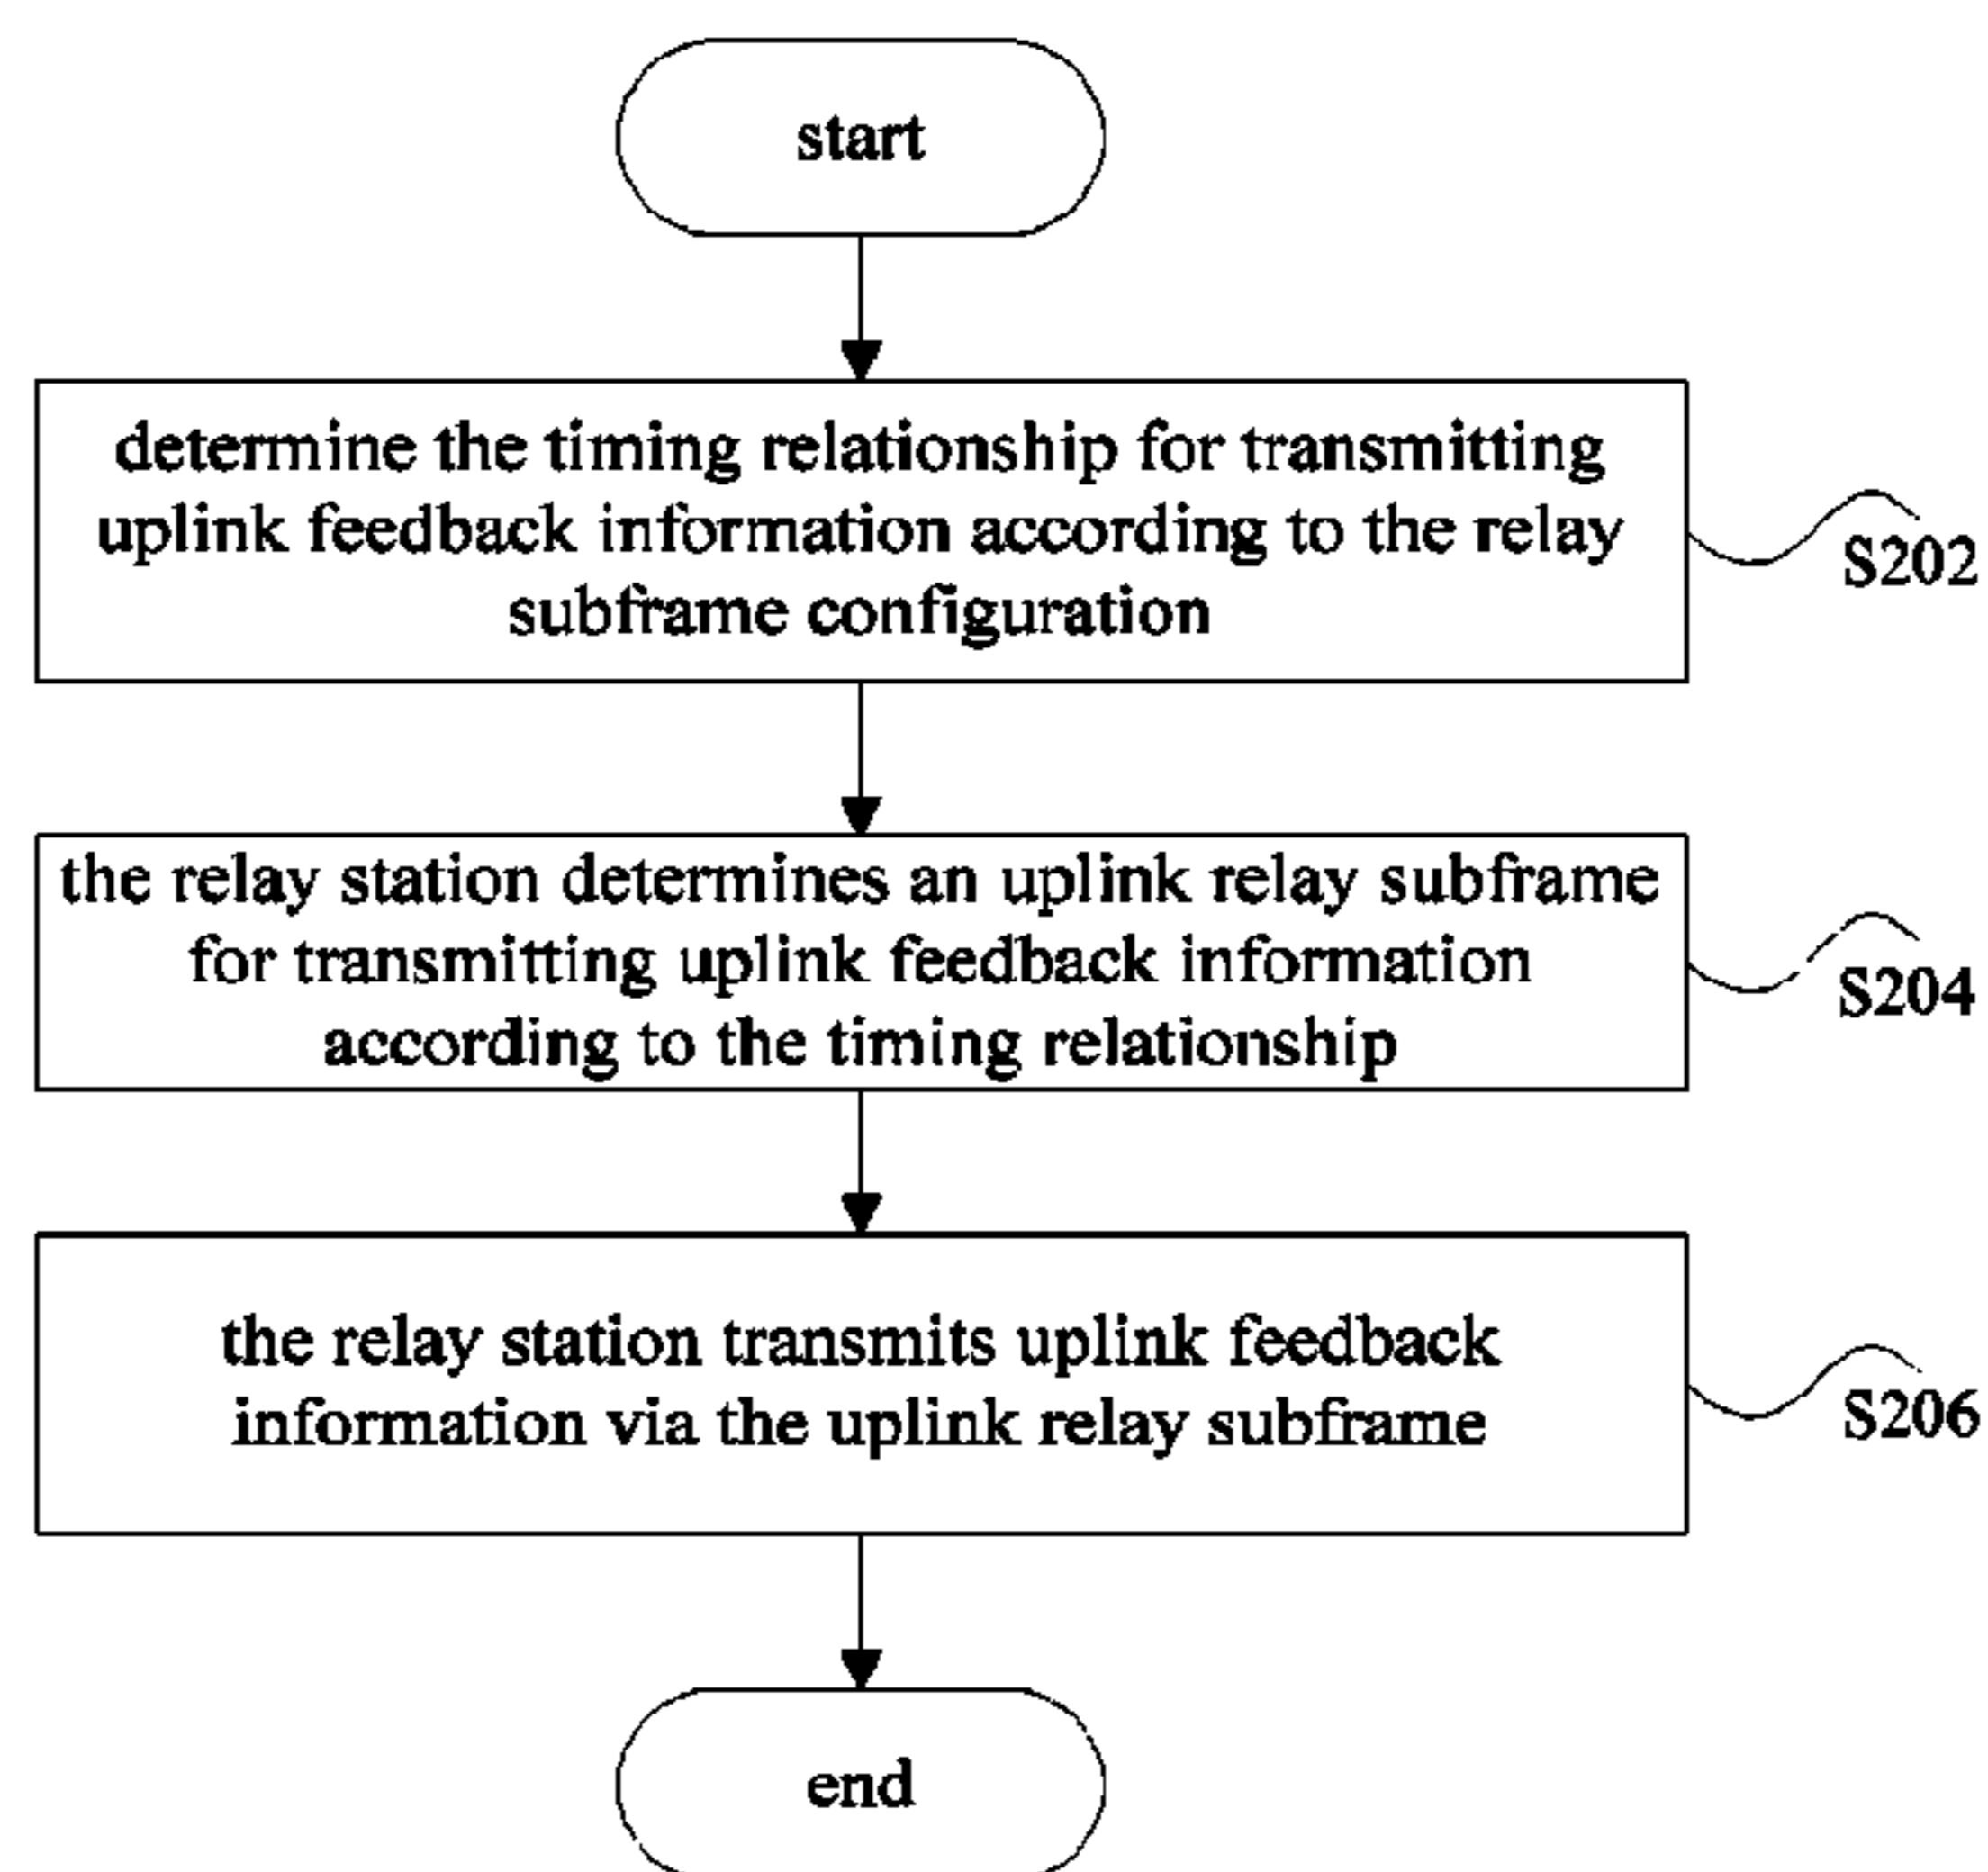 start
determine the timing relationship for transmitting
uplink feedback information according to the relay
subframe configuration
S202
the relay station determines an uplink relay subframe
for transmitting uplink feedback information
according to the timing relationship
S204
the relay station transmits uplink feedback
information via the uplink relay subframe
S206
end